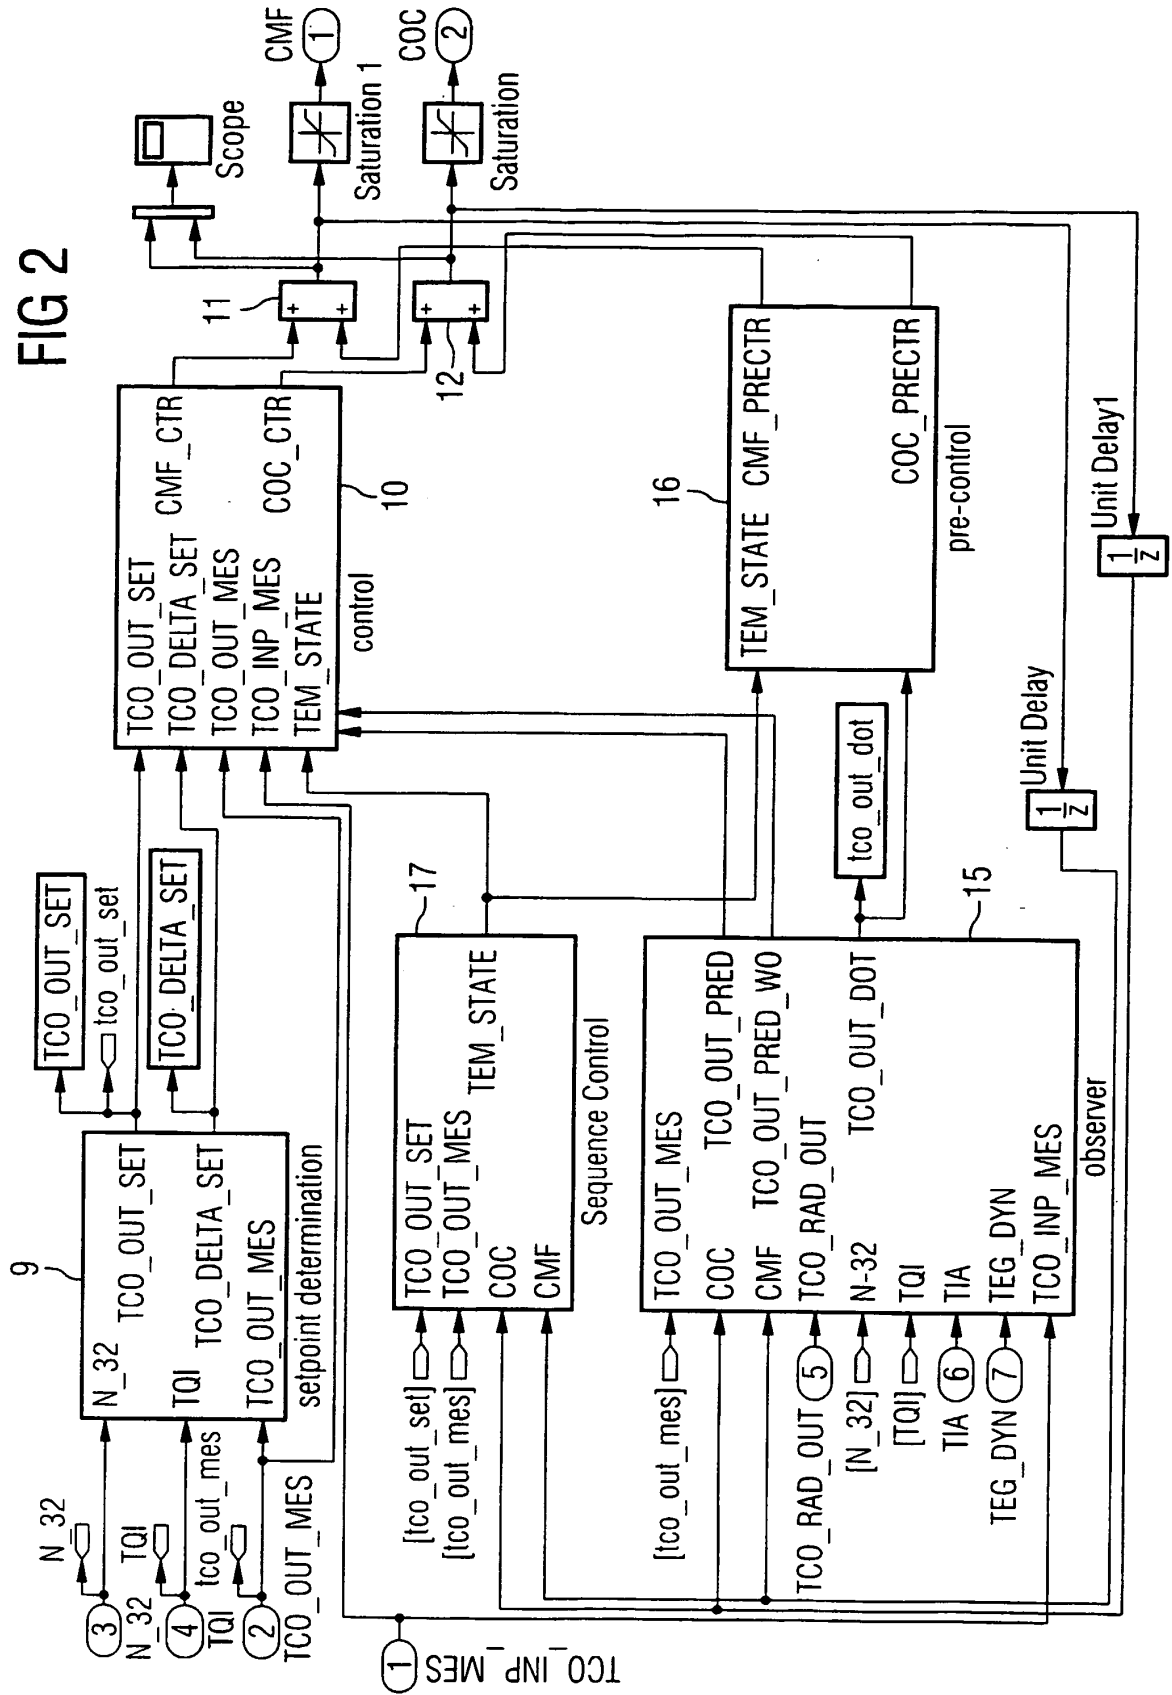 FIG 2
N_32
3
N_32
TQI
4
TQI
tco_out_mes
2
TCO_OUT_MES
1
TCO_INP_MES
9
N_32
TCO_OUT_SET
TQI
TCO_DELTA_SET
TCO_OUT_MES
setpoint determination
TCO_OUT_SET
tco_out_set
TCO_DELTA_SET
TCO_OUT_SET
TCO_DELTA_SET
TCO_OUT_MES
TCO_INP_MES
TEM_STATE
CMF_CTR
COC_CTR
10
control
11
+
+
12
+
+
Scope
CMF
1
Saturation 1
COC
2
Saturation
[tco_out_set]
[tco_out_mes]
17
TCO_OUT_SET
TCO_OUT_MES
COC
CMF
TEM_STATE
Sequence Control
[tco_out_mes]
TCO_RAD_OUT
5
[N_32]
[TQI]
TIA
6
TEG_DYN
7
TCO_OUT_MES
COC
CMF
TCO_RAD_OUT
N-32
TQI
TIA
TEG_DYN
TCO_INP_MES
TCO_OUT_PRED
TCO_OUT_PRED_WO
TCO_OUT_DOT
15
observer
tco_out_dot
16
TEM_STATE
CMF_PRECTR
COC_PRECTR
pre-control
Unit Delay
1
z
Unit Delay1
1
z